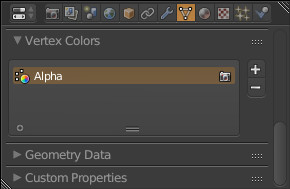 Vertex Colors
Alpha
Geometry Data
Custom Properties